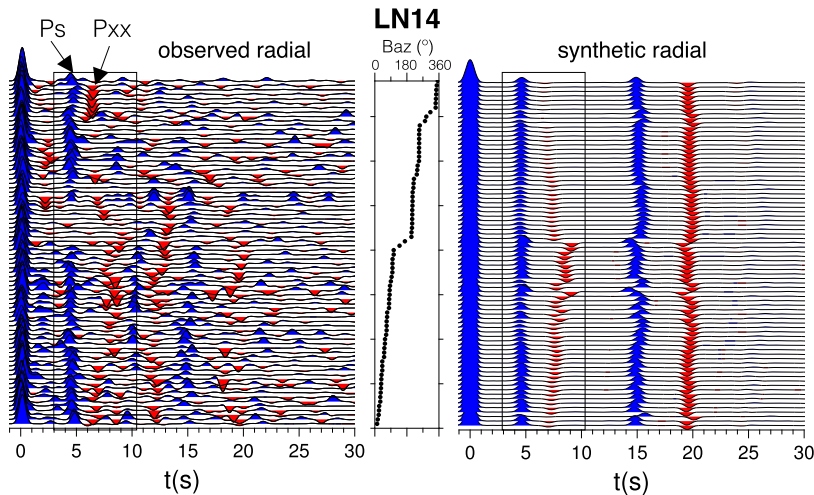 LN14
Ps
Pxx
observed radial
Baz (°)
0 180 360
synthetic radial
0 5 10 15 20 25 30
0 5 10 15 20 25 30
t(s)
t(s)